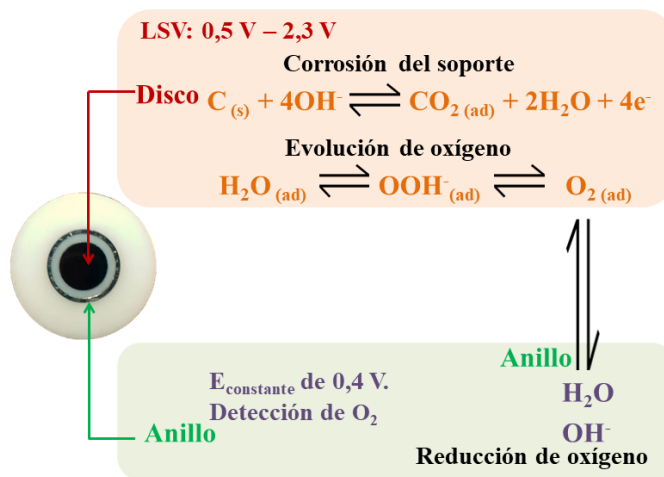 LSV: 0,5 V – 2,3 V
Corrosión del soporte
Disco C (s) + 4OH- ⇌ CO2 (ad) + 2H2O + 4e-
Evolución de oxígeno
H2O (ad) ⇌ OOH-(ad) ⇌ O2 (ad)
Anillo
Econstante de 0,4 V.
Detección de O2
Anillo
H2O
OH-
Reducción de oxígeno